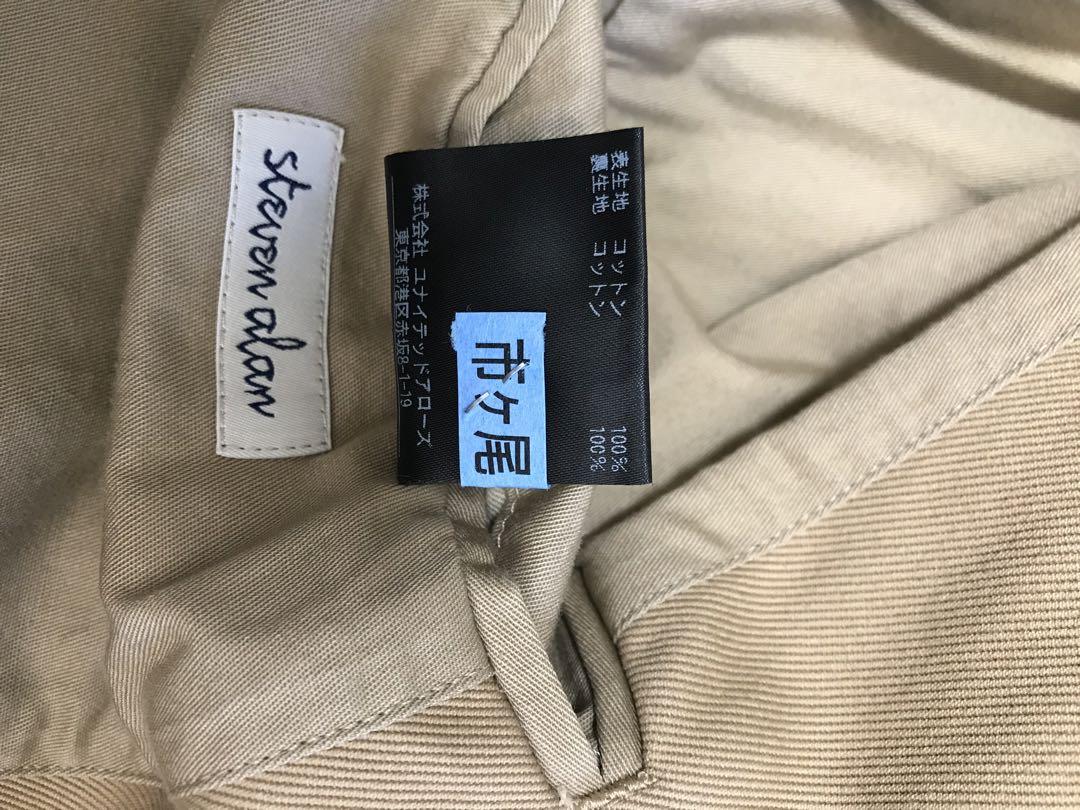 steven alan
表生地 コットン 100%
裏生地 コットン 100%
市ヶ尾
株式会社 ユナイテッドアローズ
東京都港区赤坂8-1-19